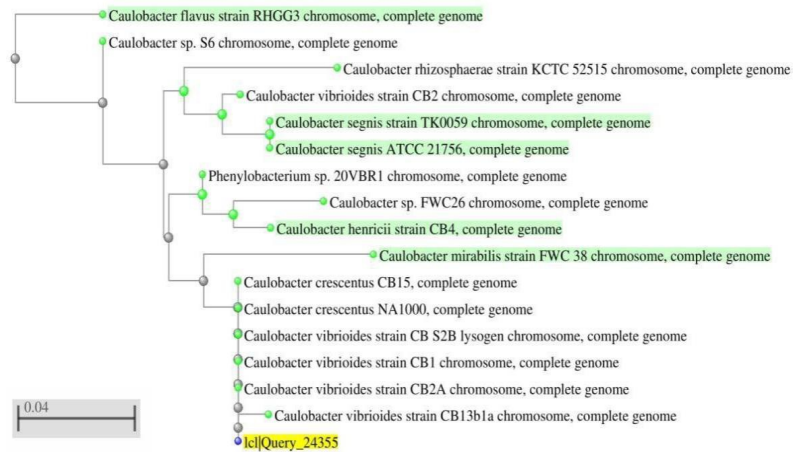 Caulobacter flavus strain RHGG3 chromosome, complete genome
Caulobacter sp. S6 chromosome, complete genome
Caulobacter rhizosphaerae strain KCTC 52515 chromosome, complete genome
Caulobacter vibrioides strain CB2 chromosome, complete genome
Caulobacter segnis strain TK0059 chromosome, complete genome
Caulobacter segnis ATCC 21756, complete genome
Phenylobacterium sp. 20VBR1 chromosome, complete genome
Caulobacter sp. FWC26 chromosome, complete genome
Caulobacter henricii strain CB4, complete genome
Caulobacter mirabilis strain FWC 38 chromosome, complete genome
Caulobacter crescentus CB15, complete genome
Caulobacter crescentus NA1000, complete genome
Caulobacter vibrioides strain CB S2B lysogen chromosome, complete genome
Caulobacter vibrioides strain CB1 chromosome, complete genome
Caulobacter vibrioides strain CB2A chromosome, complete genome
0.04
Caulobacter vibrioides strain CB13b1a chromosome, complete genome
lcl|Query_24355